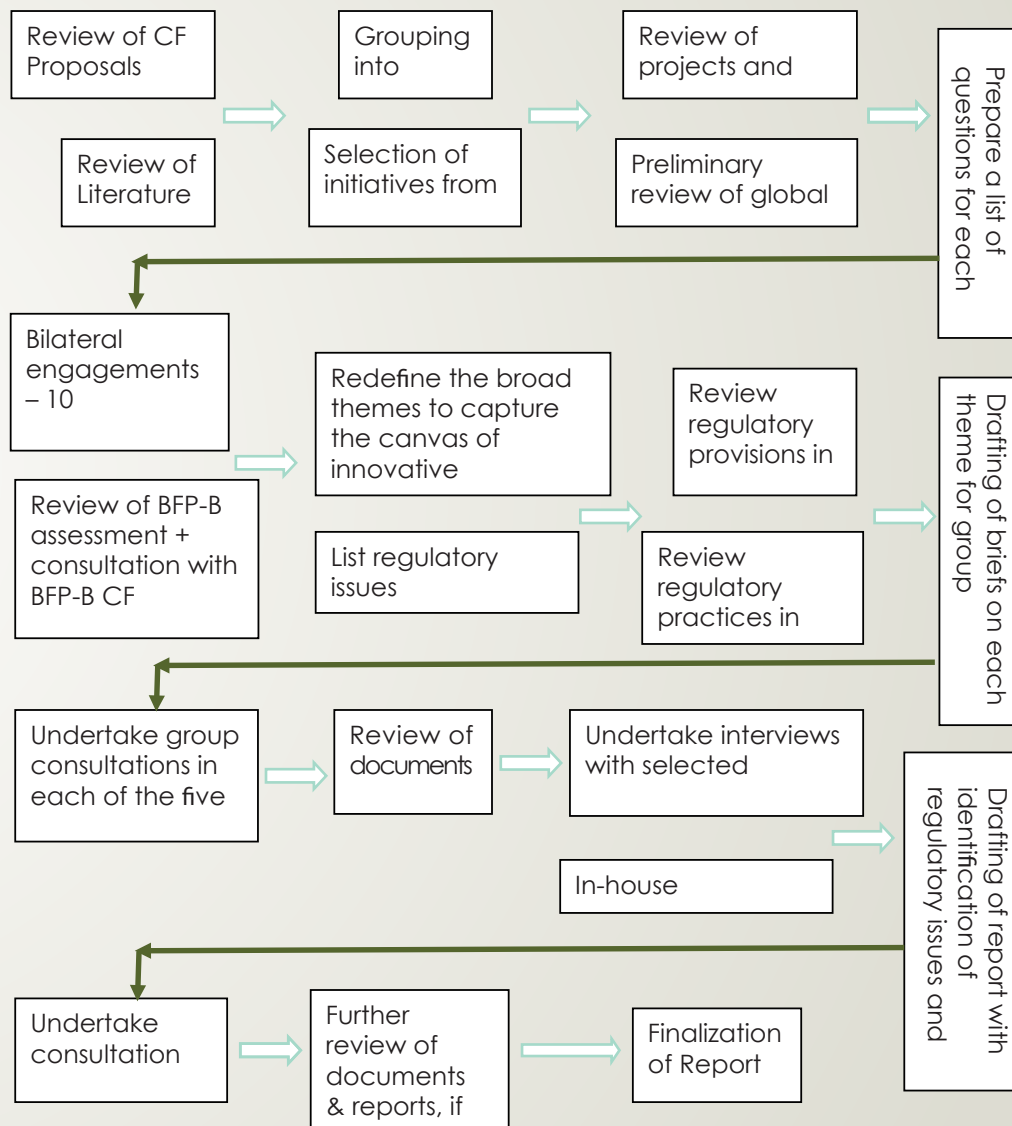 Review of CF
Proposals
Review of
Literature
Grouping
into
Selection of
initiatives from
Review of
projects and
Preliminary
review of global
Prepare a list of
questions for each
Bilateral
engagements
– 10
Review of BFP-B
assessment +
consultation with
BFP-B CF
Redefine the broad
themes to capture
the canvas of
innovative
List regulatory
issues
Review
regulatory
provisions in
Review
regulatory
practices in
Drafting of briefs on each
theme for group
Undertake group
consultations in
each of the five
Review of
documents
Undertake interviews
with selected
In-house
Drafting of report with
identification of
regulatory issues and
Undertake
consultation
Further
review of
documents
& reports, if
Finalization
of Report